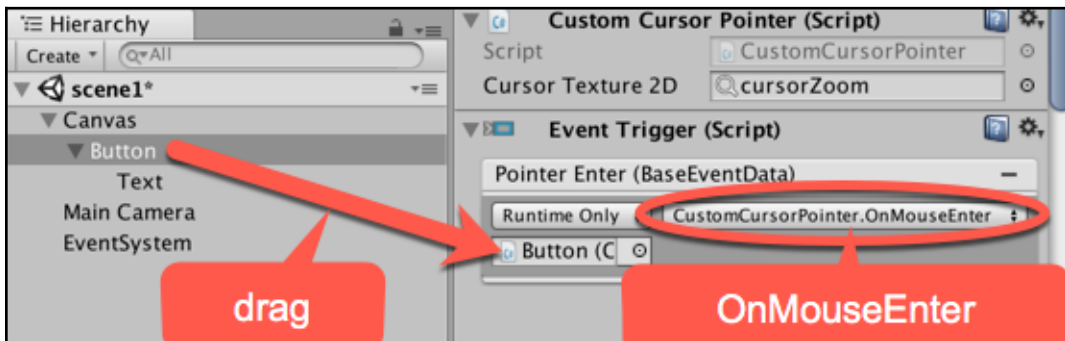 Hierarchy
Create
All
scene1*
Canvas
Button
Text
Main Camera
EventSystem
drag
Custom Cursor Pointer (Script)
Script CustomCursorPointer
Cursor Texture 2D cursorZoom
Event Trigger (Script)
Pointer Enter (BaseEventData)
Runtime Only CustomCursorPointer.OnMouseEnter
Button (C
OnMouseEnter